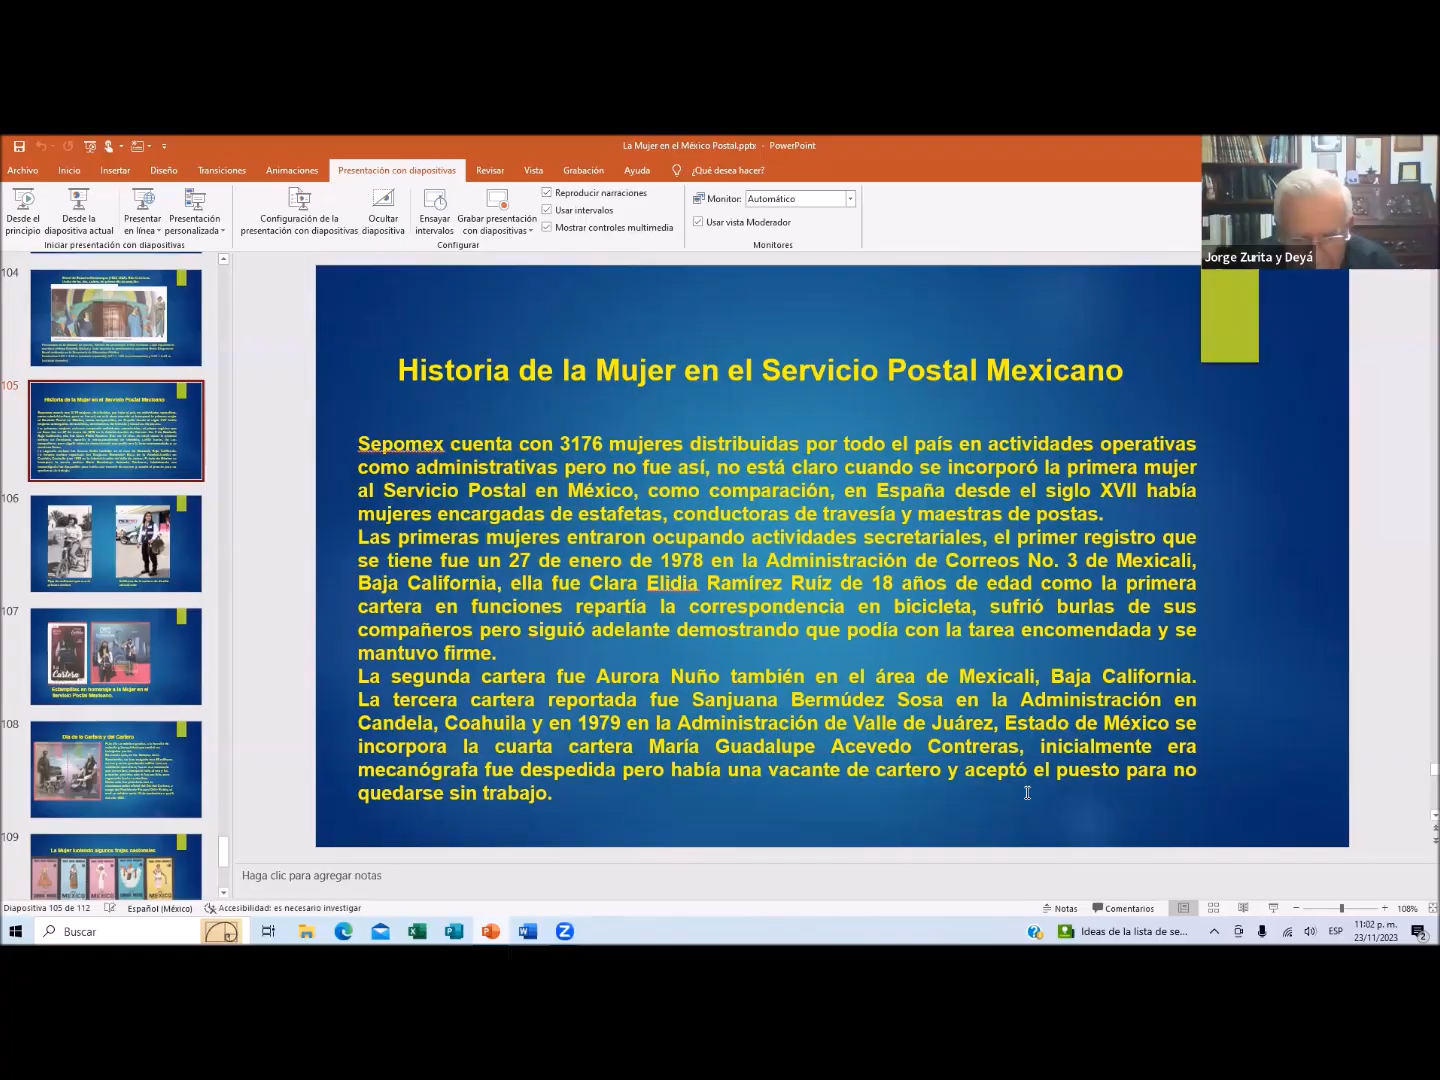 La Mujer en el México Postal.pptx - PowerPoint
Archivo Inicio Insertar Diseño Transiciones Animaciones Presentación con diapositivas Revisar Vista Grabación Ayuda ¿Qué desea hacer?
Desde el principio
Desde la diapositiva actual
Presentar en línea
Presentación personalizada
Iniciar presentación con diapositivas
Configuración de la presentación con diapositivas
Ocultar diapositiva
Ensayar intervalos
Grabar presentación con diapositivas
Reproducir narraciones
Usar intervalos
Mostrar controles multimedia
Configurar
Monitor: Automático
Usar vista Moderador
Monitores
Jorge Zurita y Deyá
104
105
Historia de la Mujer en el Servicio Postal Mexicano
106
107
Estampillas en homenaje a la Mujer en el
Servicio Postal Mexicano.
108
Día de la Cartera y del Cartero
109
La Mujer luciendo algunos trajes nacionales
Historia de la Mujer en el Servicio Postal Mexicano
Sepomex cuenta con 3176 mujeres distribuidas por todo el país en actividades operativas
como administrativas pero no fue así, no está claro cuando se incorporó la primera mujer
al Servicio Postal en México, como comparación, en España desde el siglo XVII había
mujeres encargadas de estafetas, conductoras de travesía y maestras de postas.
Las primeras mujeres entraron ocupando actividades secretariales, el primer registro que
se tiene fue un 27 de enero de 1978 en la Administración de Correos No. 3 de Mexicali,
Baja California, ella fue Clara Elidia Ramírez Ruíz de 18 años de edad como la primera
cartera en funciones repartía la correspondencia en bicicleta, sufrió burlas de sus
compañeros pero siguió adelante demostrando que podía con la tarea encomendada y se
mantuvo firme.
La segunda cartera fue Aurora Nuño también en el área de Mexicali, Baja California.
La tercera cartera reportada fue Sanjuana Bermúdez Sosa en la Administración en
Candela, Coahuila y en 1979 en la Administración de Valle de Juárez, Estado de México se
incorpora la cuarta cartera María Guadalupe Acevedo Contreras, inicialmente era
mecanógrafa fue despedida pero había una vacante de cartero y aceptó el puesto para no
quedarse sin trabajo.
Haga clic para agregar notas
Diapositiva 105 de 112 Español (México) Accesibilidad: es necesario investigar Notas Comentarios 108%
Buscar
Ideas de la lista de se...
ESP
11:02 p. m.
23/11/2023
2